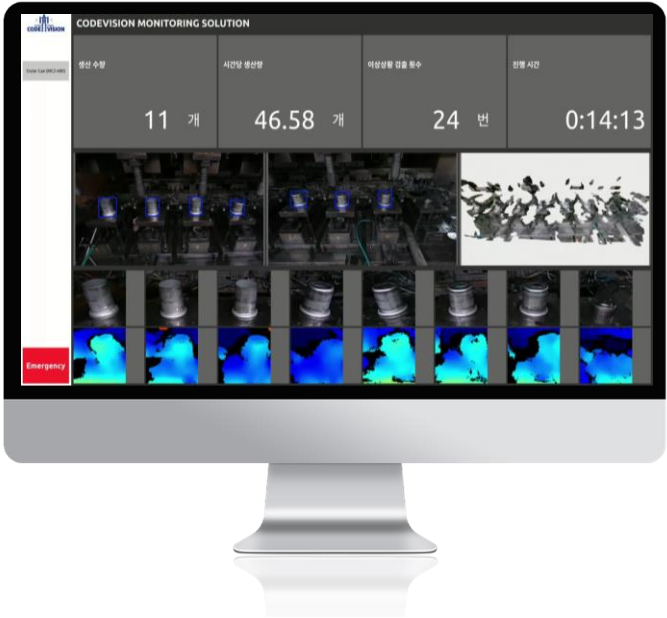 CODEVISION
CODEVISION MONITORING SOLUTION
생산 수량
시간당 생산량
이상상황 검출 횟수
진행 시간
11 개
46.58 개
24 번
0:14:13
Emergency